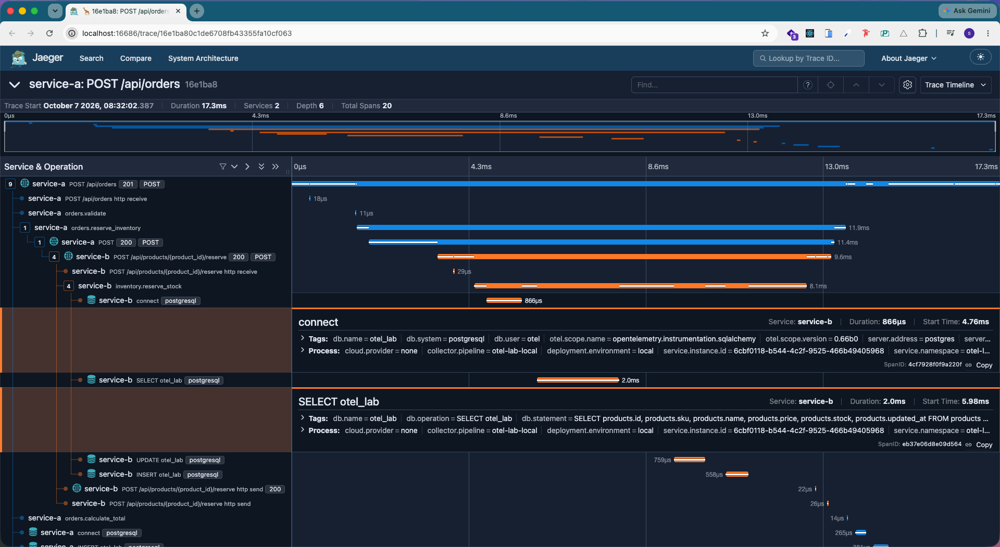 16e1ba8: POST /api/orders
Ask Gemini
localhost:16686/trace/16e1ba80c1de6708fb43355fa10cf063
3
S
Jaeger Search Compare System Architecture Lookup by Trace ID... About Jaeger
service-a: POST /api/orders 16e1ba8 Find... ? Trace Timeline
Trace Start October 7 2026, 08:32:02.387 Duration 17.3ms Services 2 Depth 6 Total Spans 20
0μs 4.3ms 8.6ms 13.0ms 17.3ms
Service & Operation 0μs 4.3ms 8.6ms 13.0ms 17.3ms
9 service-a POST /api/orders 201 POST
service-a POST /api/orders http receive 18μs
service-a orders.validate 11μs
1 service-a orders.reserve_inventory 11.9ms
1 service-a POST 200 POST 11.4ms
4 service-b POST /api/products/{product_id}/reserve 200 POST 9.6ms
service-b POST /api/products/{product_id}/reserve http receive 29μs
4 service-b inventory.reserve_stock 8.1ms
service-b connect postgresql 866μs
connect Service: service-b Duration: 866μs Start Time: 4.76ms
Tags: db.name = otel_lab db.system = postgresql db.user = otel otel.scope.name = opentelemetry.instrumentation.sqlalchemy otel.scope.version = 0.66b0 server.address = postgres server...
Process: cloud.provider = none collector.pipeline = otel-lab-local deployment.environment = local service.instance.id = 6cbf0118-b544-4c2f-9525-466b49405968 service.namespace = otel-l...
SpanID: 4cf7928f0f9a220f Copy
service-b SELECT otel_lab postgresql 2.0ms
SELECT otel_lab Service: service-b Duration: 2.0ms Start Time: 5.98ms
Tags: db.name = otel_lab db.operation = SELECT otel_lab db.statement = SELECT products.id, products.sku, products.name, products.price, products.stock, products.updated_at FROM products ...
Process: cloud.provider = none collector.pipeline = otel-lab-local deployment.environment = local service.instance.id = 6cbf0118-b544-4c2f-9525-466b49405968 service.namespace = otel-l...
SpanID: eb37e06d8e09d564 Copy
service-b UPDATE otel_lab postgresql 759μs
service-b INSERT otel_lab postgresql 558μs
service-b POST /api/products/{product_id}/reserve http send 200 22μs
service-b POST /api/products/{product_id}/reserve http send 26μs
service-a orders.calculate_total 14μs
service-a connect postgresql 265μs
service-a INSERT otel_lab postgresql